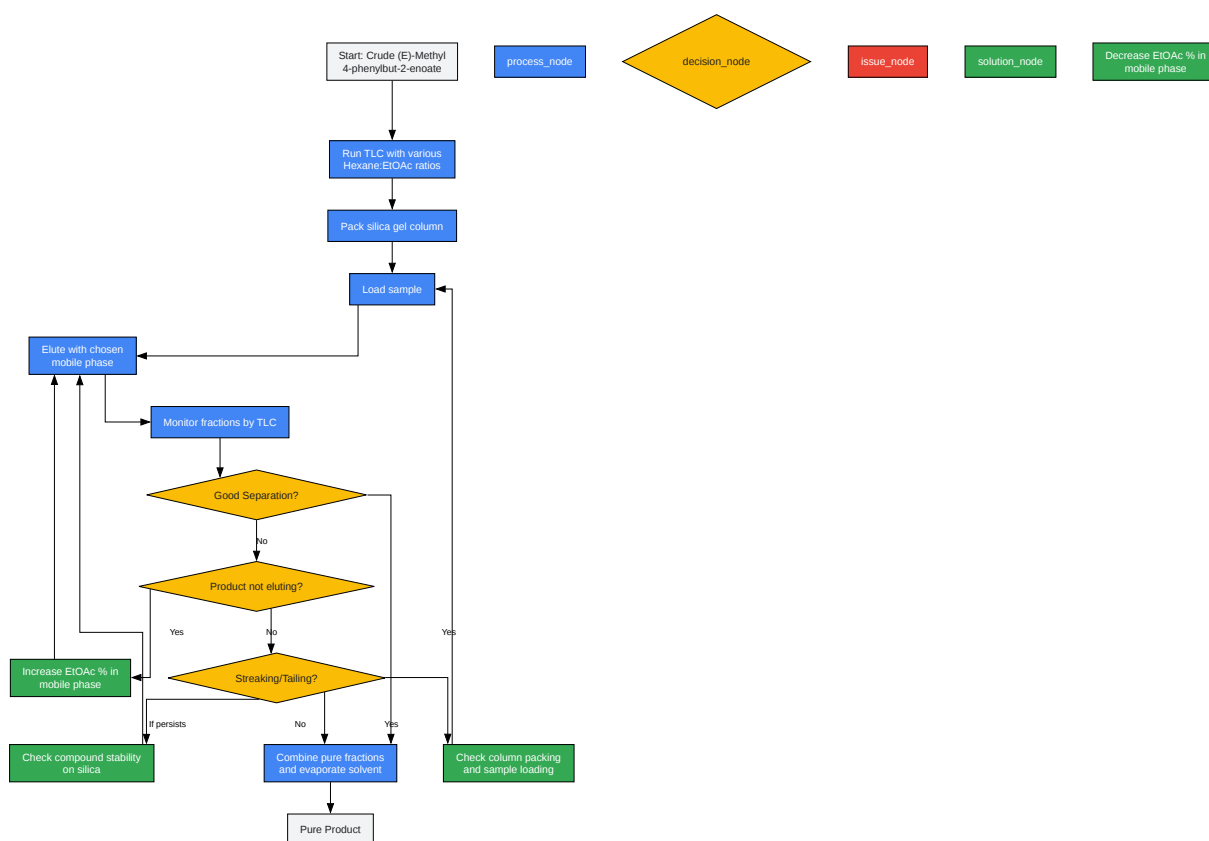 Start: Crude (E)-Methyl
4-phenylbut-2-enoate
process_node
decision_node
issue_node
solution_node
Decrease EtOAc % in
mobile phase
Run TLC with various
Hexane:EtOAc ratios
Pack silica gel column
Load sample
Elute with chosen
mobile phase
Monitor fractions by TLC
Good Separation?
No
Product not eluting?
Yes
No
Yes
Increase EtOAc % in
mobile phase
Streaking/Tailing?
If persists
No
Yes
Check compound stability
on silica
Combine pure fractions
and evaporate solvent
Check column packing
and sample loading
Pure Product